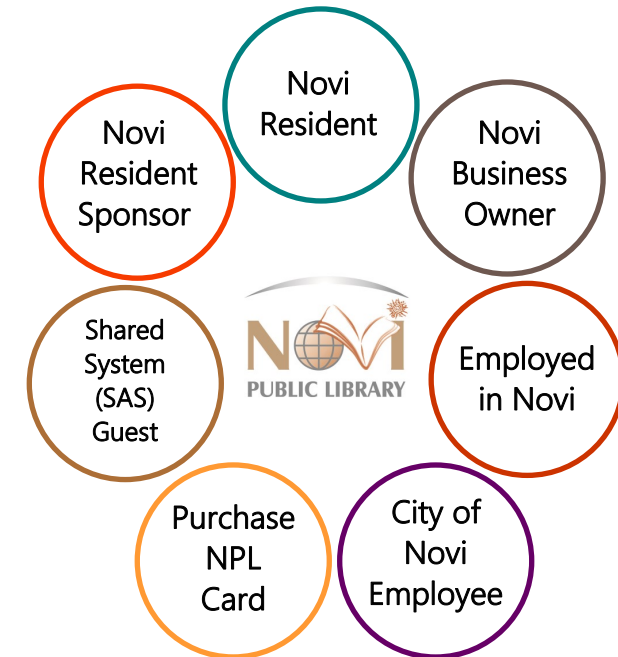 Novi
Resident
Novi
Business
Owner
Employed
in Novi
City of
Novi
Employee
Purchase
NPL
Card
Shared
System
(SAS)
Guest
Novi
Resident
Sponsor
NOVI
PUBLIC LIBRARY